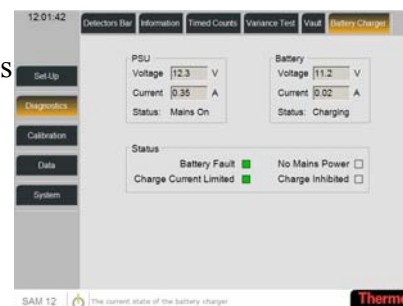 12.01:42
Detectors Bar Information Timed Counts Variance Test Vault Battery Charger
s
Set-Up
Diagnostics
Calibration
Data
System
PSU
Voltage 12.3 V
Current 0.35 A
Status: Mains On
Battery
Voltage 11.2 V
Current 0.02 A
Status: Charging
Status
Battery Fault No Mains Power
Charge Current Limited Charge Inhibited
SAM 12 The current state of the battery charger
Thermo